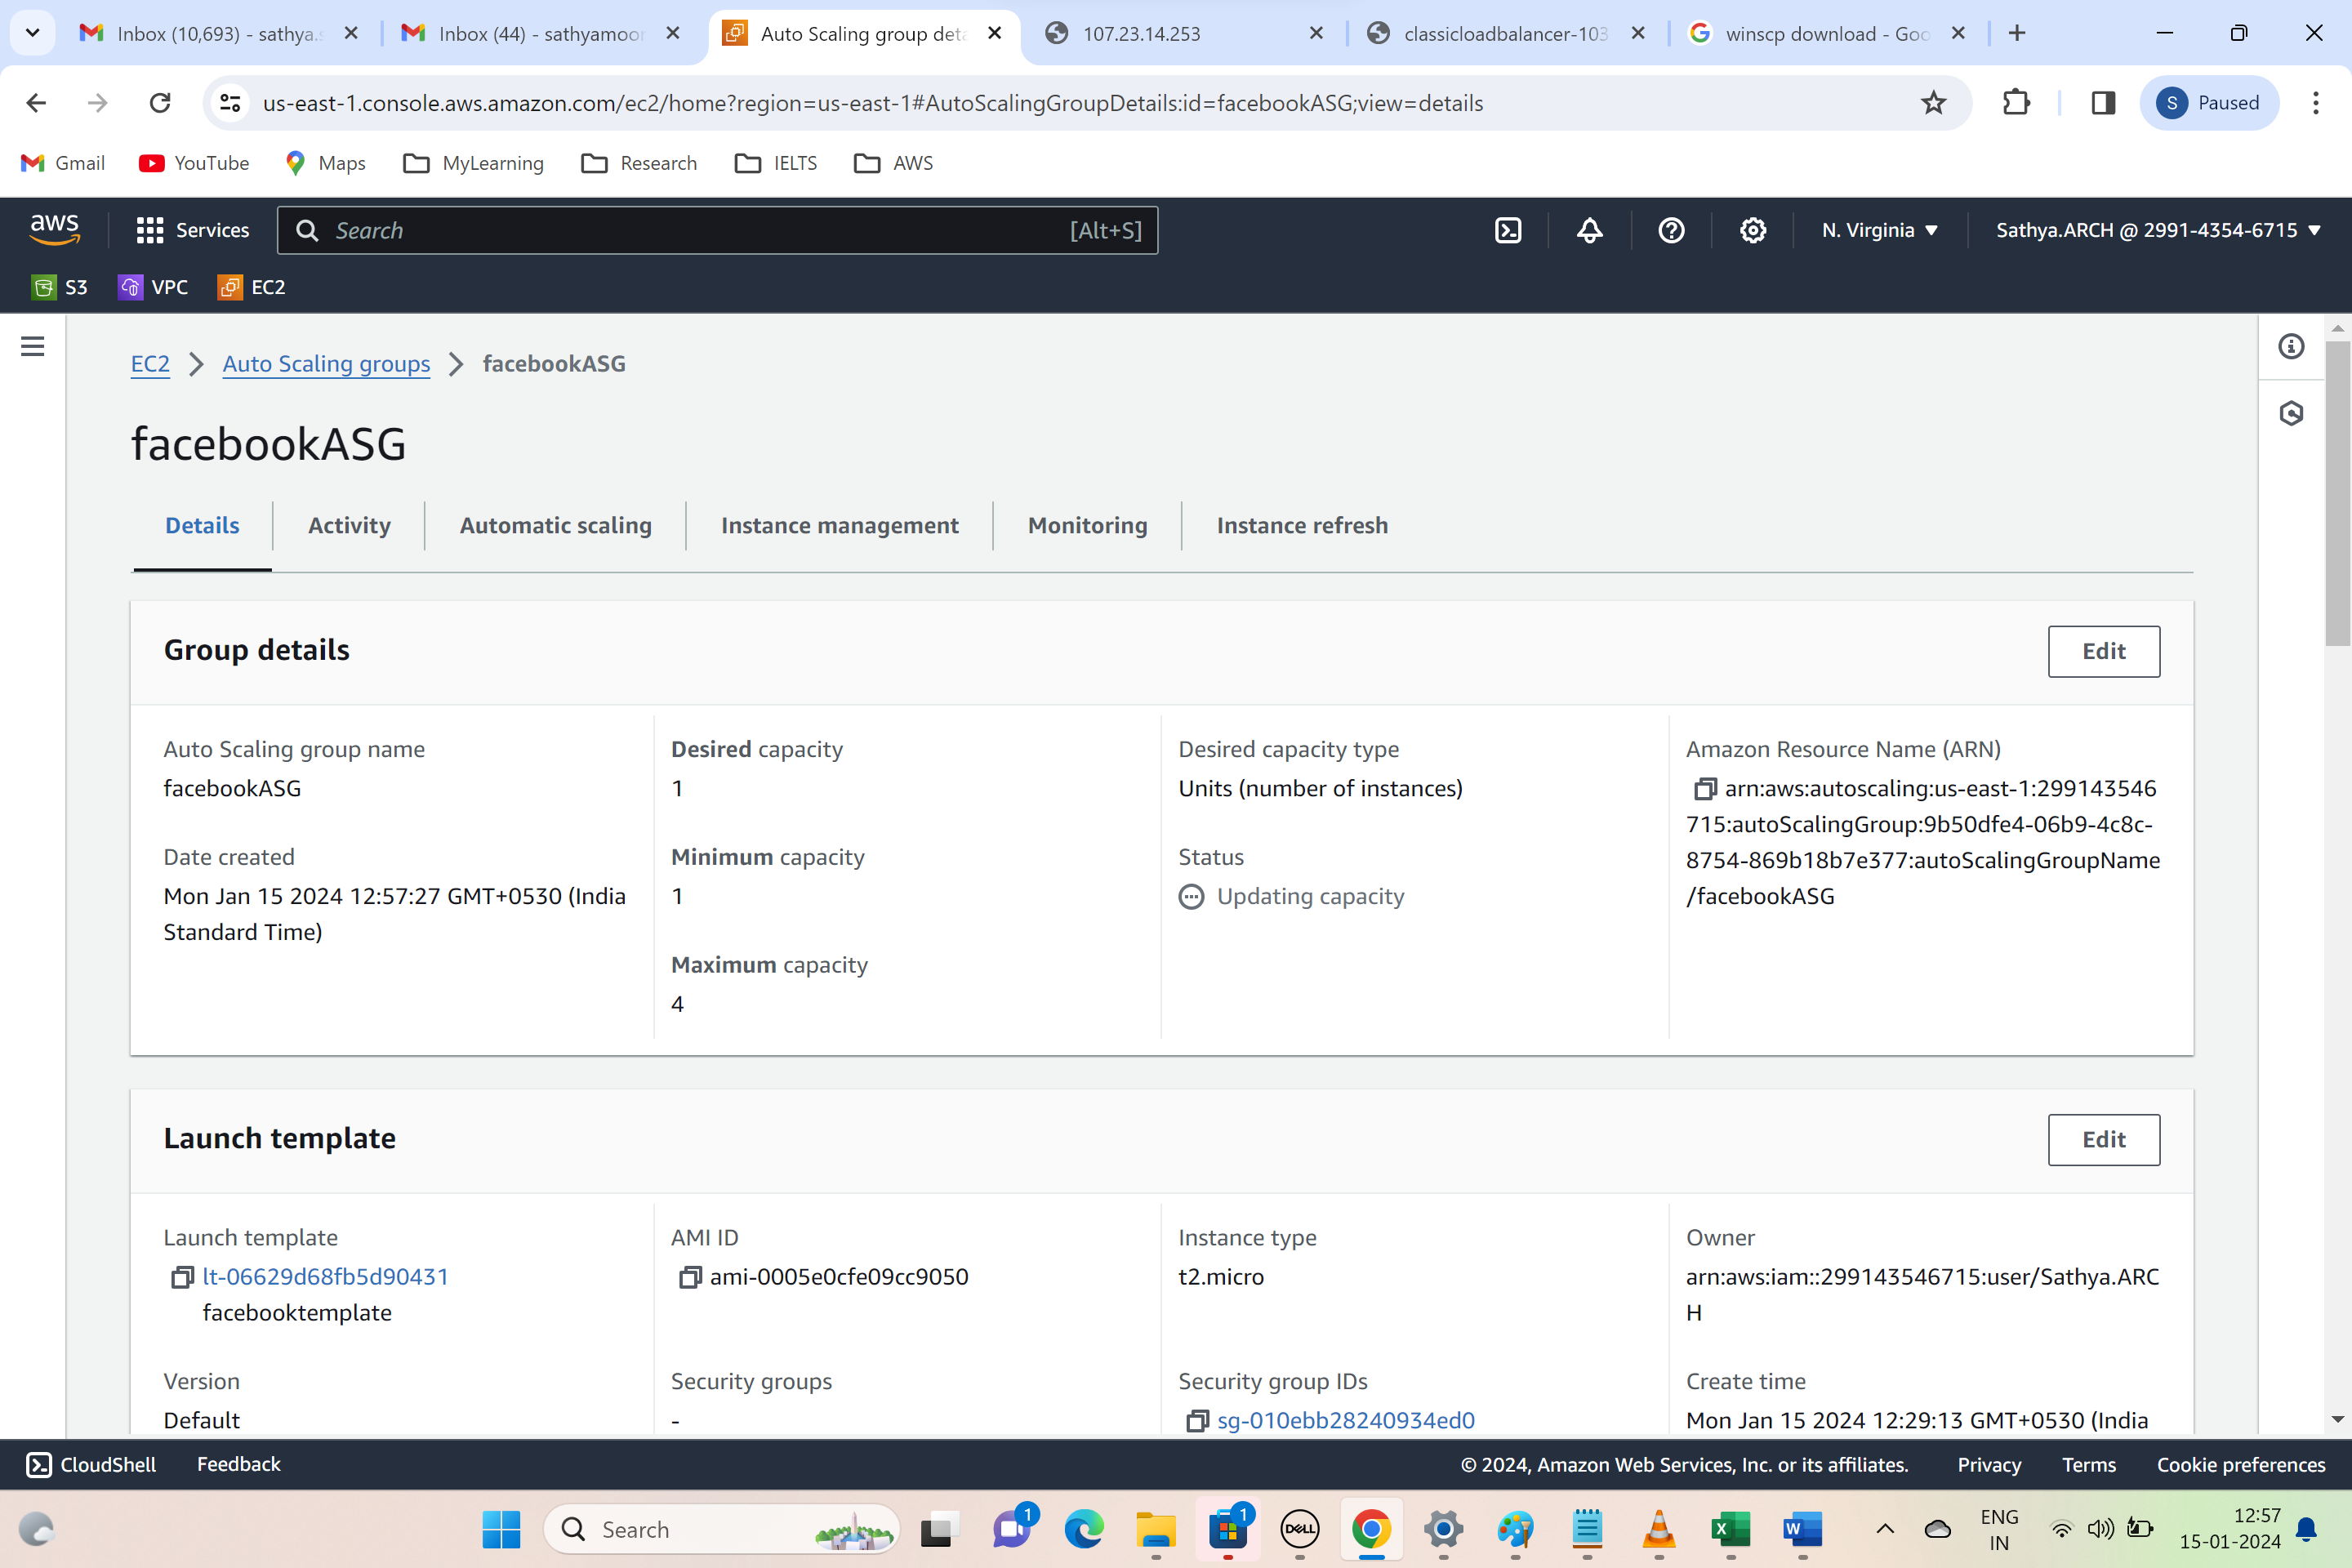 Inbox (10,693) - sathya.s
Inbox (44) - sathyamoor
Auto Scaling group deta
107.23.14.253
classicloadbalancer-103
winscp download - Goo
us-east-1.console.aws.amazon.com/ec2/home?region=us-east-1#AutoScalingGroupDetails:id=facebookASG;view=details
S Paused
Gmail
YouTube
Maps
MyLearning
Research
IELTS
AWS
aws
Services
Search [Alt+S]
N. Virginia
Sathya.ARCH @ 2991-4354-6715
S3
VPC
EC2
EC2
Auto Scaling groups
facebookASG
facebookASG
Details
Activity
Automatic scaling
Instance management
Monitoring
Instance refresh
Group details
Edit
Auto Scaling group name
facebookASG
Date created
Mon Jan 15 2024 12:57:27 GMT+0530 (India
Standard Time)
Desired capacity
1
Minimum capacity
1
Maximum capacity
4
Desired capacity type
Units (number of instances)
Status
Updating capacity
Amazon Resource Name (ARN)
arn:aws:autoscaling:us-east-1:299143546
715:autoScalingGroup:9b50dfe4-06b9-4c8c-
8754-869b18b7e377:autoScalingGroupName
/facebookASG
Launch template
Edit
Launch template
lt-06629d68fb5d90431
facebooktemplate
Version
Default
AMI ID
ami-0005e0cfe09cc9050
Security groups
-
Instance type
t2.micro
Security group IDs
sg-010ebb28240934ed0
Owner
arn:aws:iam::299143546715:user/Sathya.ARC
H
Create time
Mon Jan 15 2024 12:29:13 GMT+0530 (India
CloudShell
Feedback
© 2024, Amazon Web Services, Inc. or its affiliates.
Privacy
Terms
Cookie preferences
Search
1
1
DELL
X
W
ENG
IN
12:57
15-01-2024